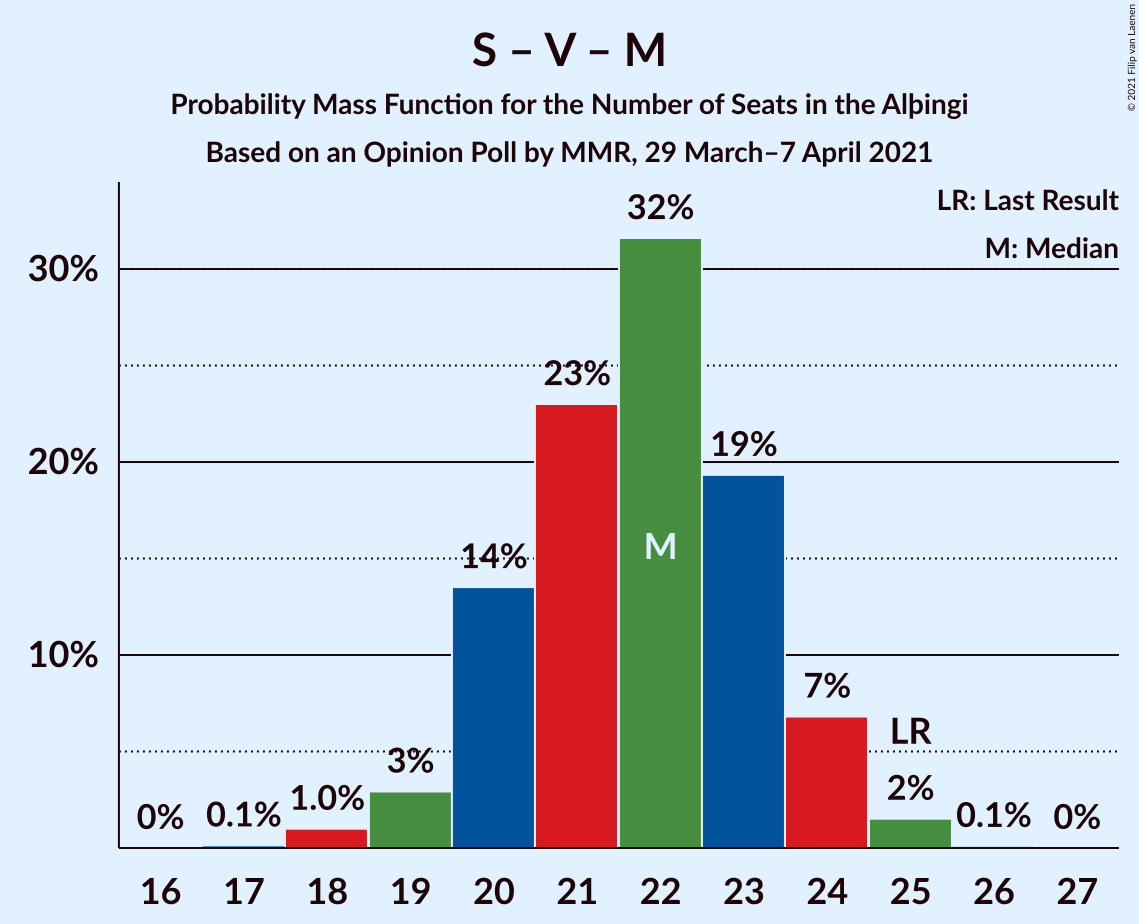 S – V – M
Probability Mass Function for the Number of Seats in the Alþingi
Based on an Opinion Poll by MMR, 29 March–7 April 2021
© 2021 Filip van Laenen
LR: Last Result
M: Median
30%
20%
10%
0%
0.1%
1.0%
3%
14%
23%
32%
M
19%
7%
LR
2%
0.1%
0%
16 17 18 19 20 21 22 23 24 25 26 27